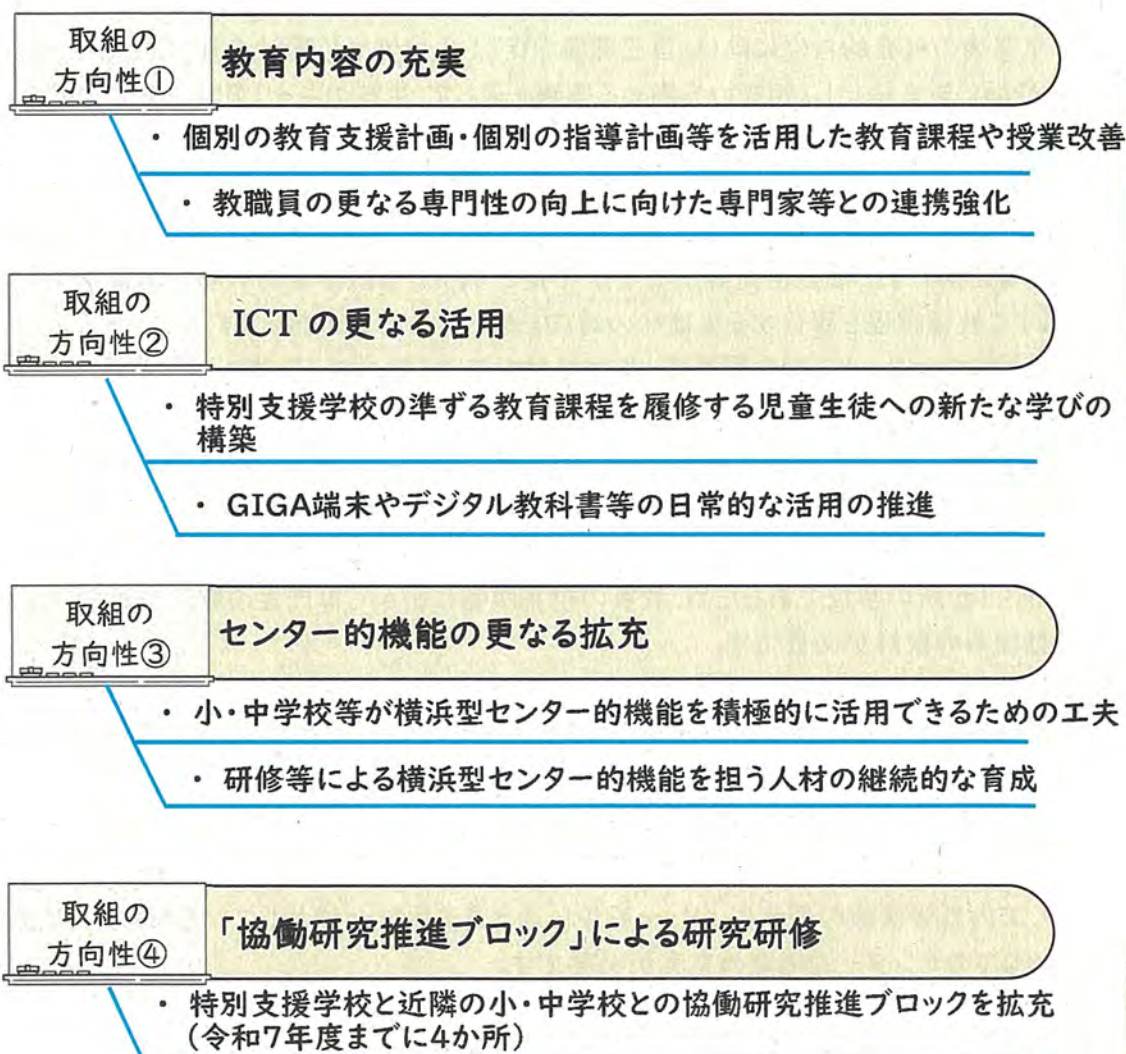 取組の
方向性①
教育内容の充実
・ 個別の教育支援計画・個別の指導計画等を活用した教育課程や授業改善
・ 教職員の更なる専門性の向上に向けた専門家等との連携強化
取組の
方向性②
ICT の更なる活用
・ 特別支援学校の準ずる教育課程を履修する児童生徒への新たな学びの
構築
・ GIGA端末やデジタル教科書等の日常的な活用の推進
取組の
方向性③
センター的機能の更なる拡充
・ 小・中学校等が横浜型センター的機能を積極的に活用できるための工夫
・ 研修等による横浜型センター的機能を担う人材の継続的な育成
取組の
方向性④
「協働研究推進ブロック」による研究研修
・ 特別支援学校と近隣の小・中学校との協働研究推進ブロックを拡充
（令和7年度までに4か所）